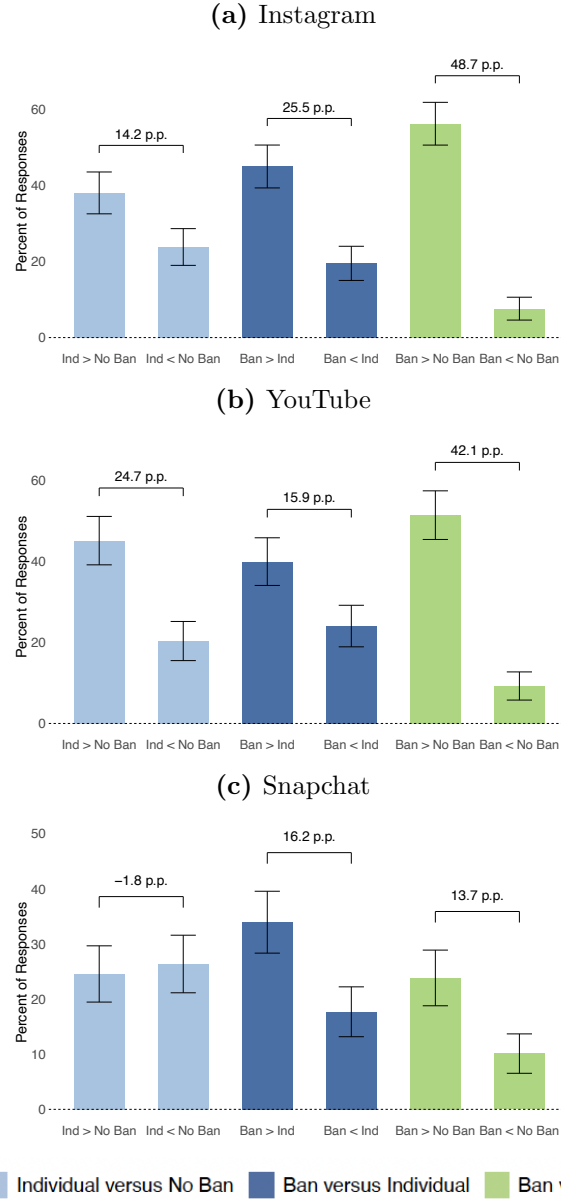 (a) Instagram
48.7 p.p.
25.5 p.p.
14.2 p.p.
Percent of Responses
60
40
20
0
Ind > No Ban Ind < No Ban Ban > Ind Ban < Ind Ban > No Ban Ban < No Ban
(b) YouTube
42.1 p.p.
24.7 p.p. 15.9 p.p.
Percent of Responses
60
40
20
0
Ind > No Ban Ind < No Ban Ban > Ind Ban < Ind Ban > No Ban Ban < No Ban
(c) Snapchat
50
16.2 p.p.
−1.8 p.p. 13.7 p.p.
Percent of Responses
40
30
20
10
0
Ind > No Ban Ind < No Ban Ban > Ind Ban < Ind Ban > No Ban Ban < No Ban
Individual versus No Ban Ban versus Individual Ban